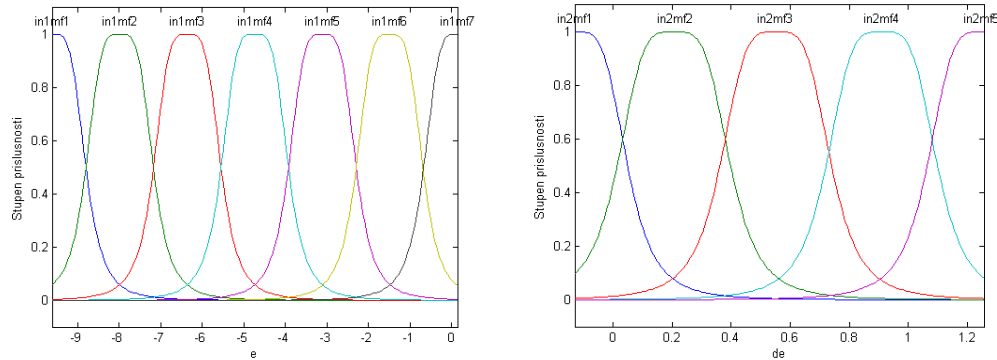 in1mf1 in1mf2 in1mf3 in1mf4 in1mf5 in1mf6 in1mf7
1
0.8
0.6
0.4
0.2
0
Stupen prislusnosti
-9 -8 -7 -6 -5 -4 -3 -2 -1 0
e
in2mf1 in2mf2 in2mf3 in2mf4 in2mf5
1
0.8
0.6
0.4
0.2
0
Stupen prislusnosti
0 0.2 0.4 0.6 0.8 1 1.2
de